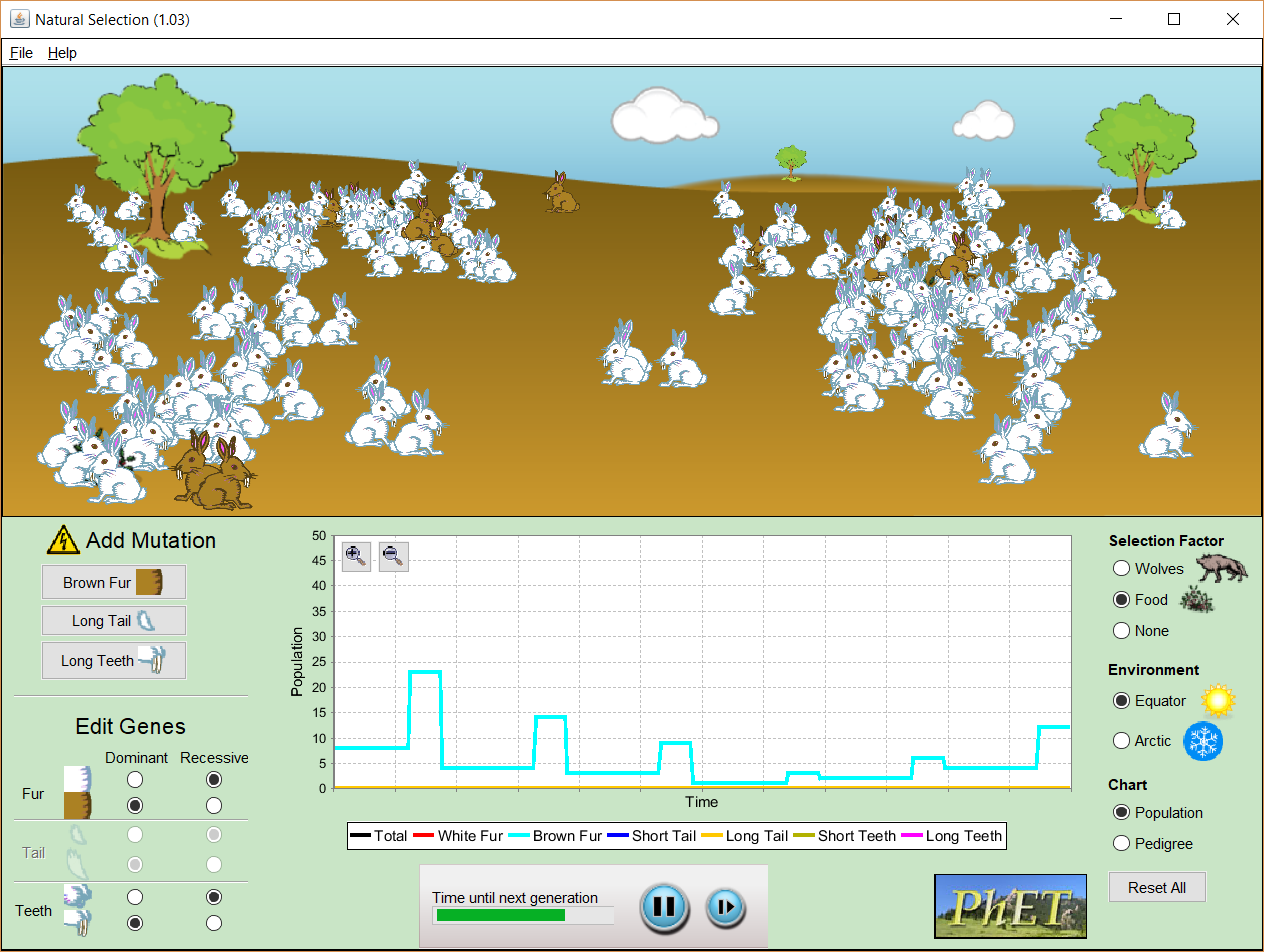 Natural Selection (1.03)
File Help
Add Mutation
Brown Fur
Long Tail
Long Teeth
Edit Genes
Dominant Recessive
Fur
Tail
Teeth
50
45
40
35
30
25
20
15
10
5
0
Population
Time
Total White Fur Brown Fur Short Tail Long Tail Short Teeth Long Teeth
Time until next generation
PhET
Selection Factor
Wolves
Food
None
Environment
Equator
Arctic
Chart
Population
Pedigree
Reset All